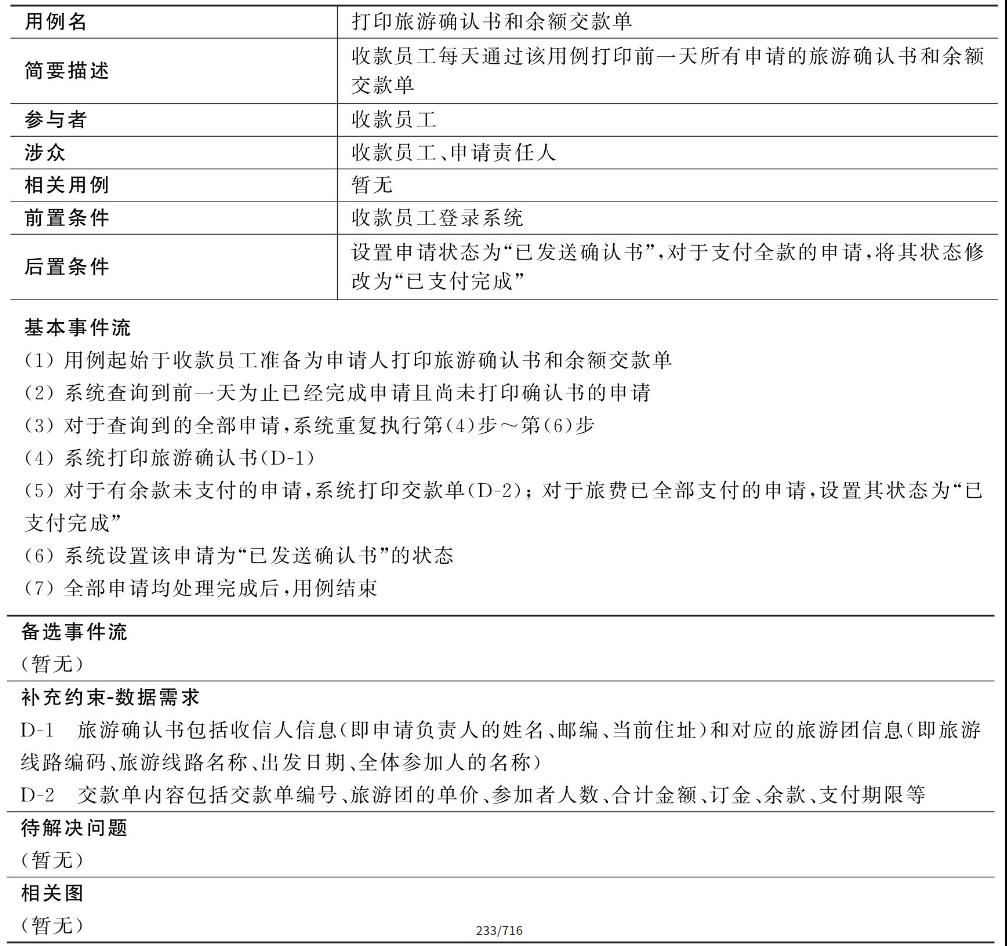 用例名 打印旅游确认书和余额交款单
简要描述 收款员工每天通过该用例打印前一天所有申请的旅游确认书和余额
交款单
参与者 收款员工
涉众 收款员工、申请责任人
相关用例 暂无
前置条件 收款员工登录系统
后置条件 设置申请状态为“已发送确认书”,对于支付全款的申请,将其状态修
改为“已支付完成”
基本事件流
(1) 用例起始于收款员工准备为申请人打印旅游确认书和余额交款单
(2) 系统查询到前一天为止已经完成申请且尚未打印确认书的申请
(3) 对于查询到的全部申请,系统重复执行第(4)步～第(6)步
(4) 系统打印旅游确认书(D-1)
(5) 对于有余款未支付的申请,系统打印交款单(D-2); 对于旅费已全部支付的申请,设置其状态为“已
支付完成”
(6) 系统设置该申请为“已发送确认书”的状态
(7) 全部申请均处理完成后,用例结束
备选事件流
(暂无)
补充约束-数据需求
D-1 旅游确认书包括收信人信息(即申请负责人的姓名、邮编、当前住址)和对应的旅游团信息(即旅游
线路编码、旅游线路名称、出发日期、全体参加人的名称)
D-2 交款单内容包括交款单编号、旅游团的单价、参加者人数、合计金额、订金、余款、支付期限等
待解决问题
(暂无)
相关图
(暂无)
233/716